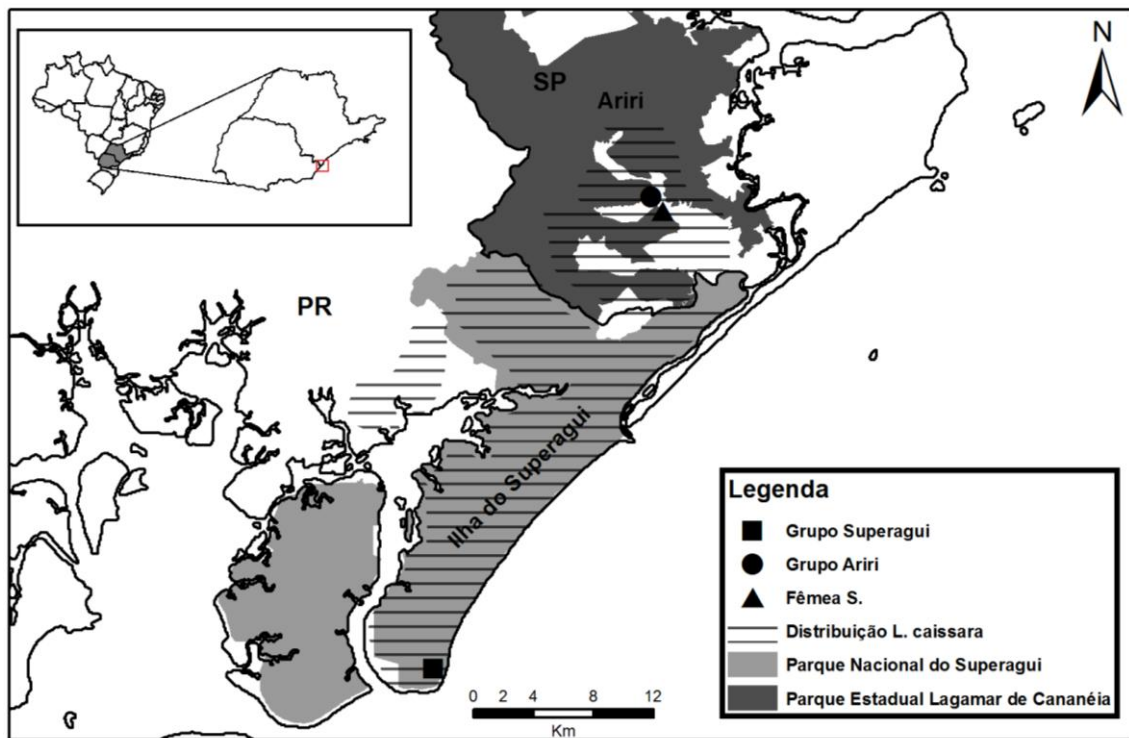 N
SP
Ariri
PR
Ilha do Superagui
Legenda
Grupo Superagui
Grupo Ariri
Fêmea S.
Distribuição L. caissara
Parque Nacional do Superagui
Parque Estadual Lagamar de Cananéia
0 2 4 8 12
Km